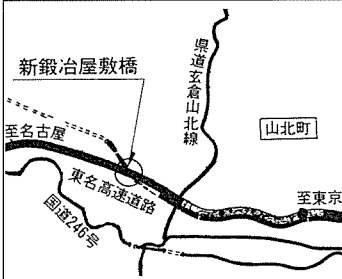 新鍛冶屋敷橋
県道玄倉山北線
山北町
至名古屋
東名高速道路
至東京
国道246号